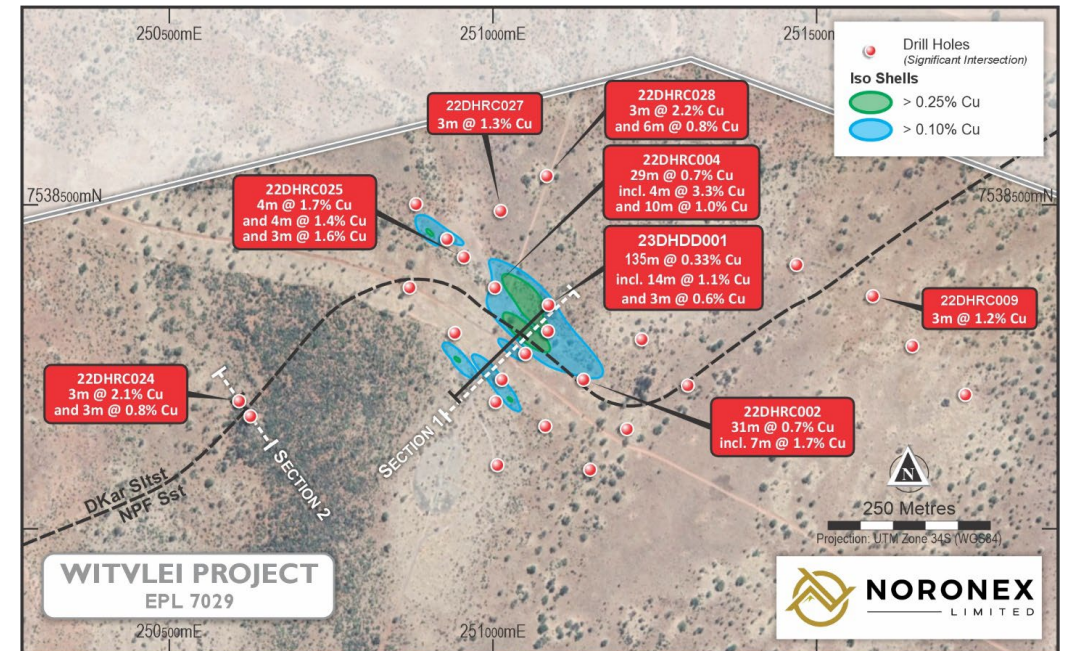 250500mE
251000mE
251500m
Drill Holes
(Significant Intersection)
Iso Shells
> 0.25% Cu
> 0.10% Cu
22DHRC027
3m @ 1.3% Cu
22DHRC028
3m @ 2.2% Cu
and 6m @ 0.8% Cu
22DHRC004
29m @ 0.7% Cu
incl. 4m @ 3.3% Cu
and 10m @ 1.0% Cu
7538500mN
7538500mN
22DHRC025
4m @ 1.7% Cu
and 4m @ 1.4% Cu
and 3m @ 1.6% Cu
23DHDD001
135m @ 0.33% Cu
incl. 14m @ 1.1% Cu
and 3m @ 0.6% Cu
22DHRC009
3m @ 1.2% Cu
22DHRC024
3m @ 2.1% Cu
and 3m @ 0.8% Cu
22DHRC002
31m @ 0.7% Cu
incl. 7m @ 1.7% Cu
SECTION 1
SECTION 2
DKar Sltst
NPF Sst
N
250 Metres
Projection: UTM Zone 34S (WGS84)
WITVLEI PROJECT
EPL 7029
NORONEX
LIMITED
250500mE
251000mE